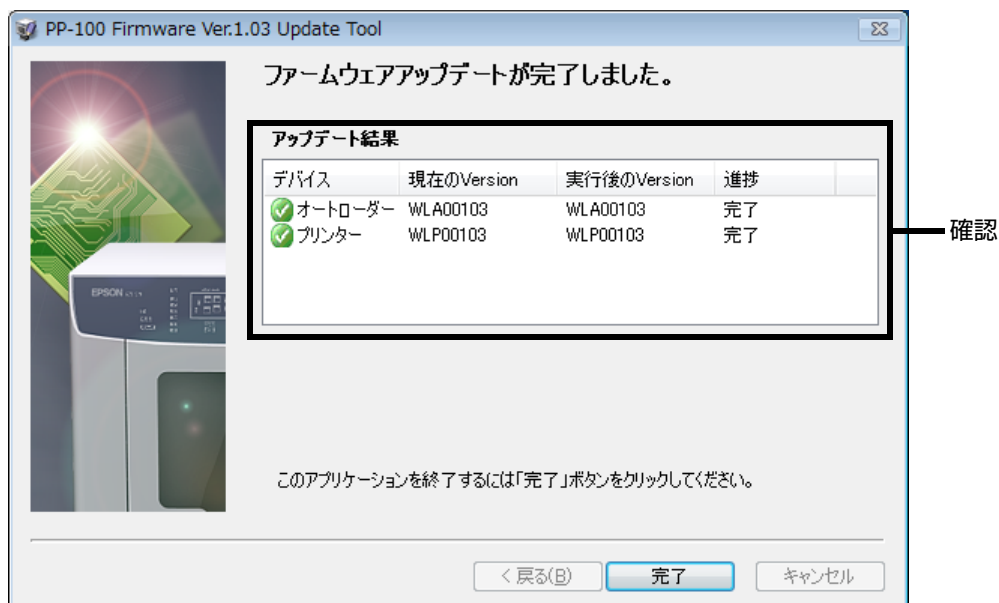 PP-100 Firmware Ver.1.03 Update Tool
ファームウェアアップデートが完了しました。
アップデート結果
デバイス 現在のVersion 実行後のVersion 進捗
オートローダー WLA00103 WLA00103 完了
プリンター WLP00103 WLP00103 完了
確認
EPSON
このアプリケーションを終了するには「完了」ボタンをクリックしてください。
< 戻る(B) 完了 キャンセル